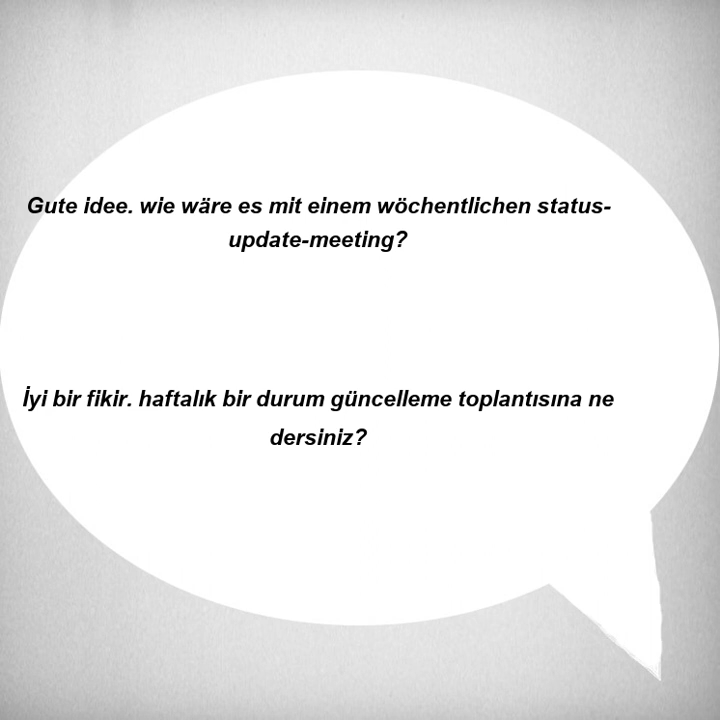 Gute idee. wie wäre es mit einem wöchentlichen status-
update-meeting?
İyi bir fikir. haftalık bir durum güncelleme toplantısına ne
dersiniz?